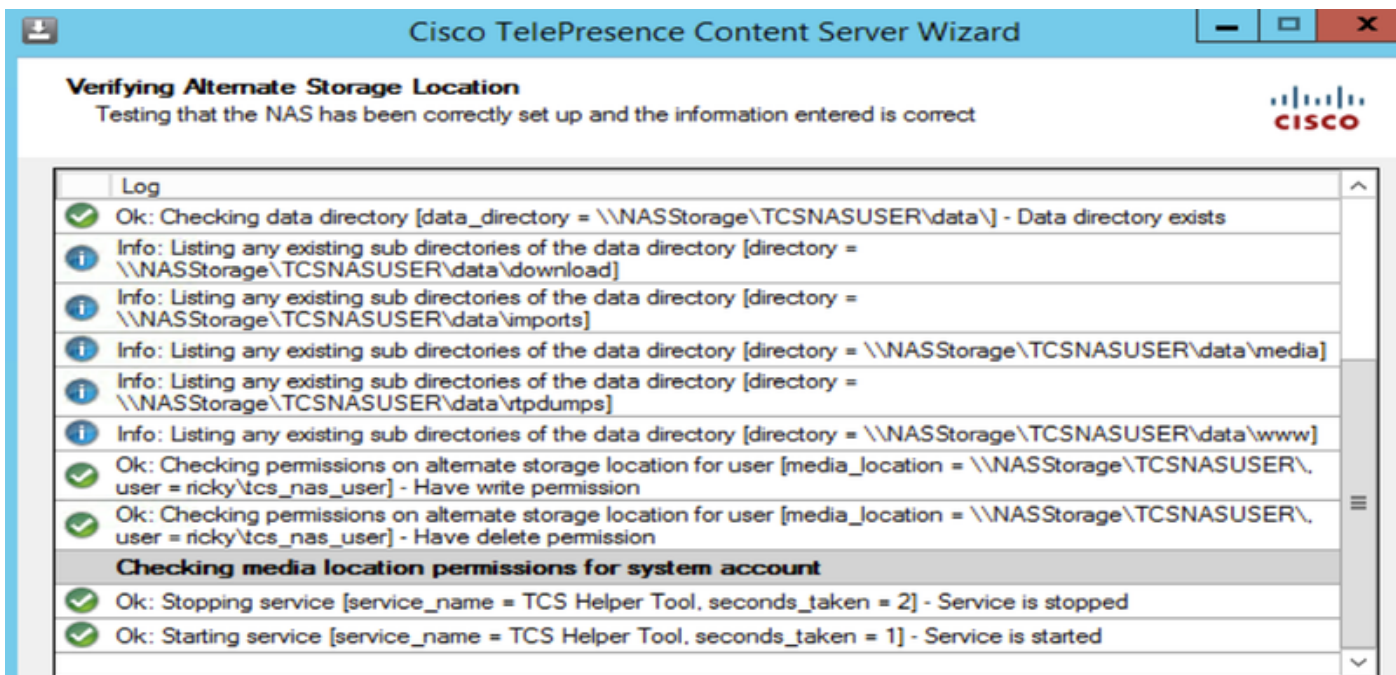 Cisco TelePresence Content Server Wizard
Verifying Alternate Storage Location
Testing that the NAS has been correctly set up and the information entered is correct
CISCO
Log
Ok: Checking data directory [data_directory = \\NASStorage\TCSNASUSER\data\] - Data directory exists
Info: Listing any existing sub directories of the data directory [directory =
\\NASStorage\TCSNASUSER\data\download]
Info: Listing any existing sub directories of the data directory [directory =
\\NASStorage\TCSNASUSER\data\imports]
Info: Listing any existing sub directories of the data directory [directory = \\NASStorage\TCSNASUSER\data\media]
Info: Listing any existing sub directories of the data directory [directory =
\\NASStorage\TCSNASUSER\data\rtpdumps]
Info: Listing any existing sub directories of the data directory [directory = \\NASStorage\TCSNASUSER\data\www]
Ok: Checking permissions on alternate storage location for user [media_location = \\NASStorage\TCSNASUSER\,
user = ricky\tcs_nas_user] - Have write permission
Ok: Checking permissions on alternate storage location for user [media_location = \\NASStorage\TCSNASUSER\,
user = ricky\tcs_nas_user] - Have delete permission
Checking media location permissions for system account
Ok: Stopping service [service_name = TCS Helper Tool, seconds_taken = 2] - Service is stopped
Ok: Starting service [service_name = TCS Helper Tool, seconds_taken = 1] - Service is started